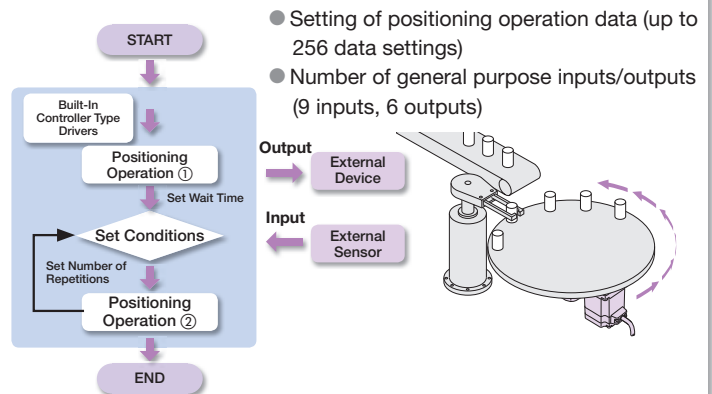 ● Setting of positioning operation data (up to
256 data settings)
● Number of general purpose inputs/outputs
(9 inputs, 6 outputs)
START
Built-In
Controller Type
Drivers
Positioning
Operation ①
Output
External
Device
Set Wait Time
Set Conditions
Input
External
Sensor
Set Number of
Repetitions
Positioning
Operation ②
END